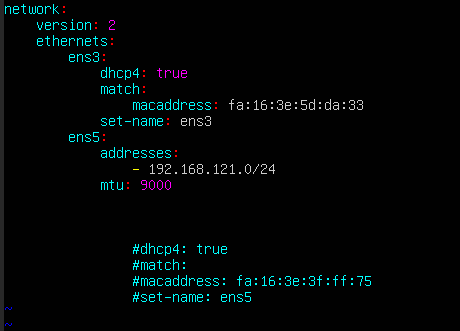 network:
    version: 2
    ethernets:
        ens3:
            dhcp4: true
            match:
                macaddress: fa:16:3e:5d:da:33
            set-name: ens3
        ens5:
            addresses:
                - 192.168.121.0/24
            mtu: 9000
                #dhcp4: true
                #match:
                #macaddress: fa:16:3e:3f:ff:75
                #set-name: ens5
~
~